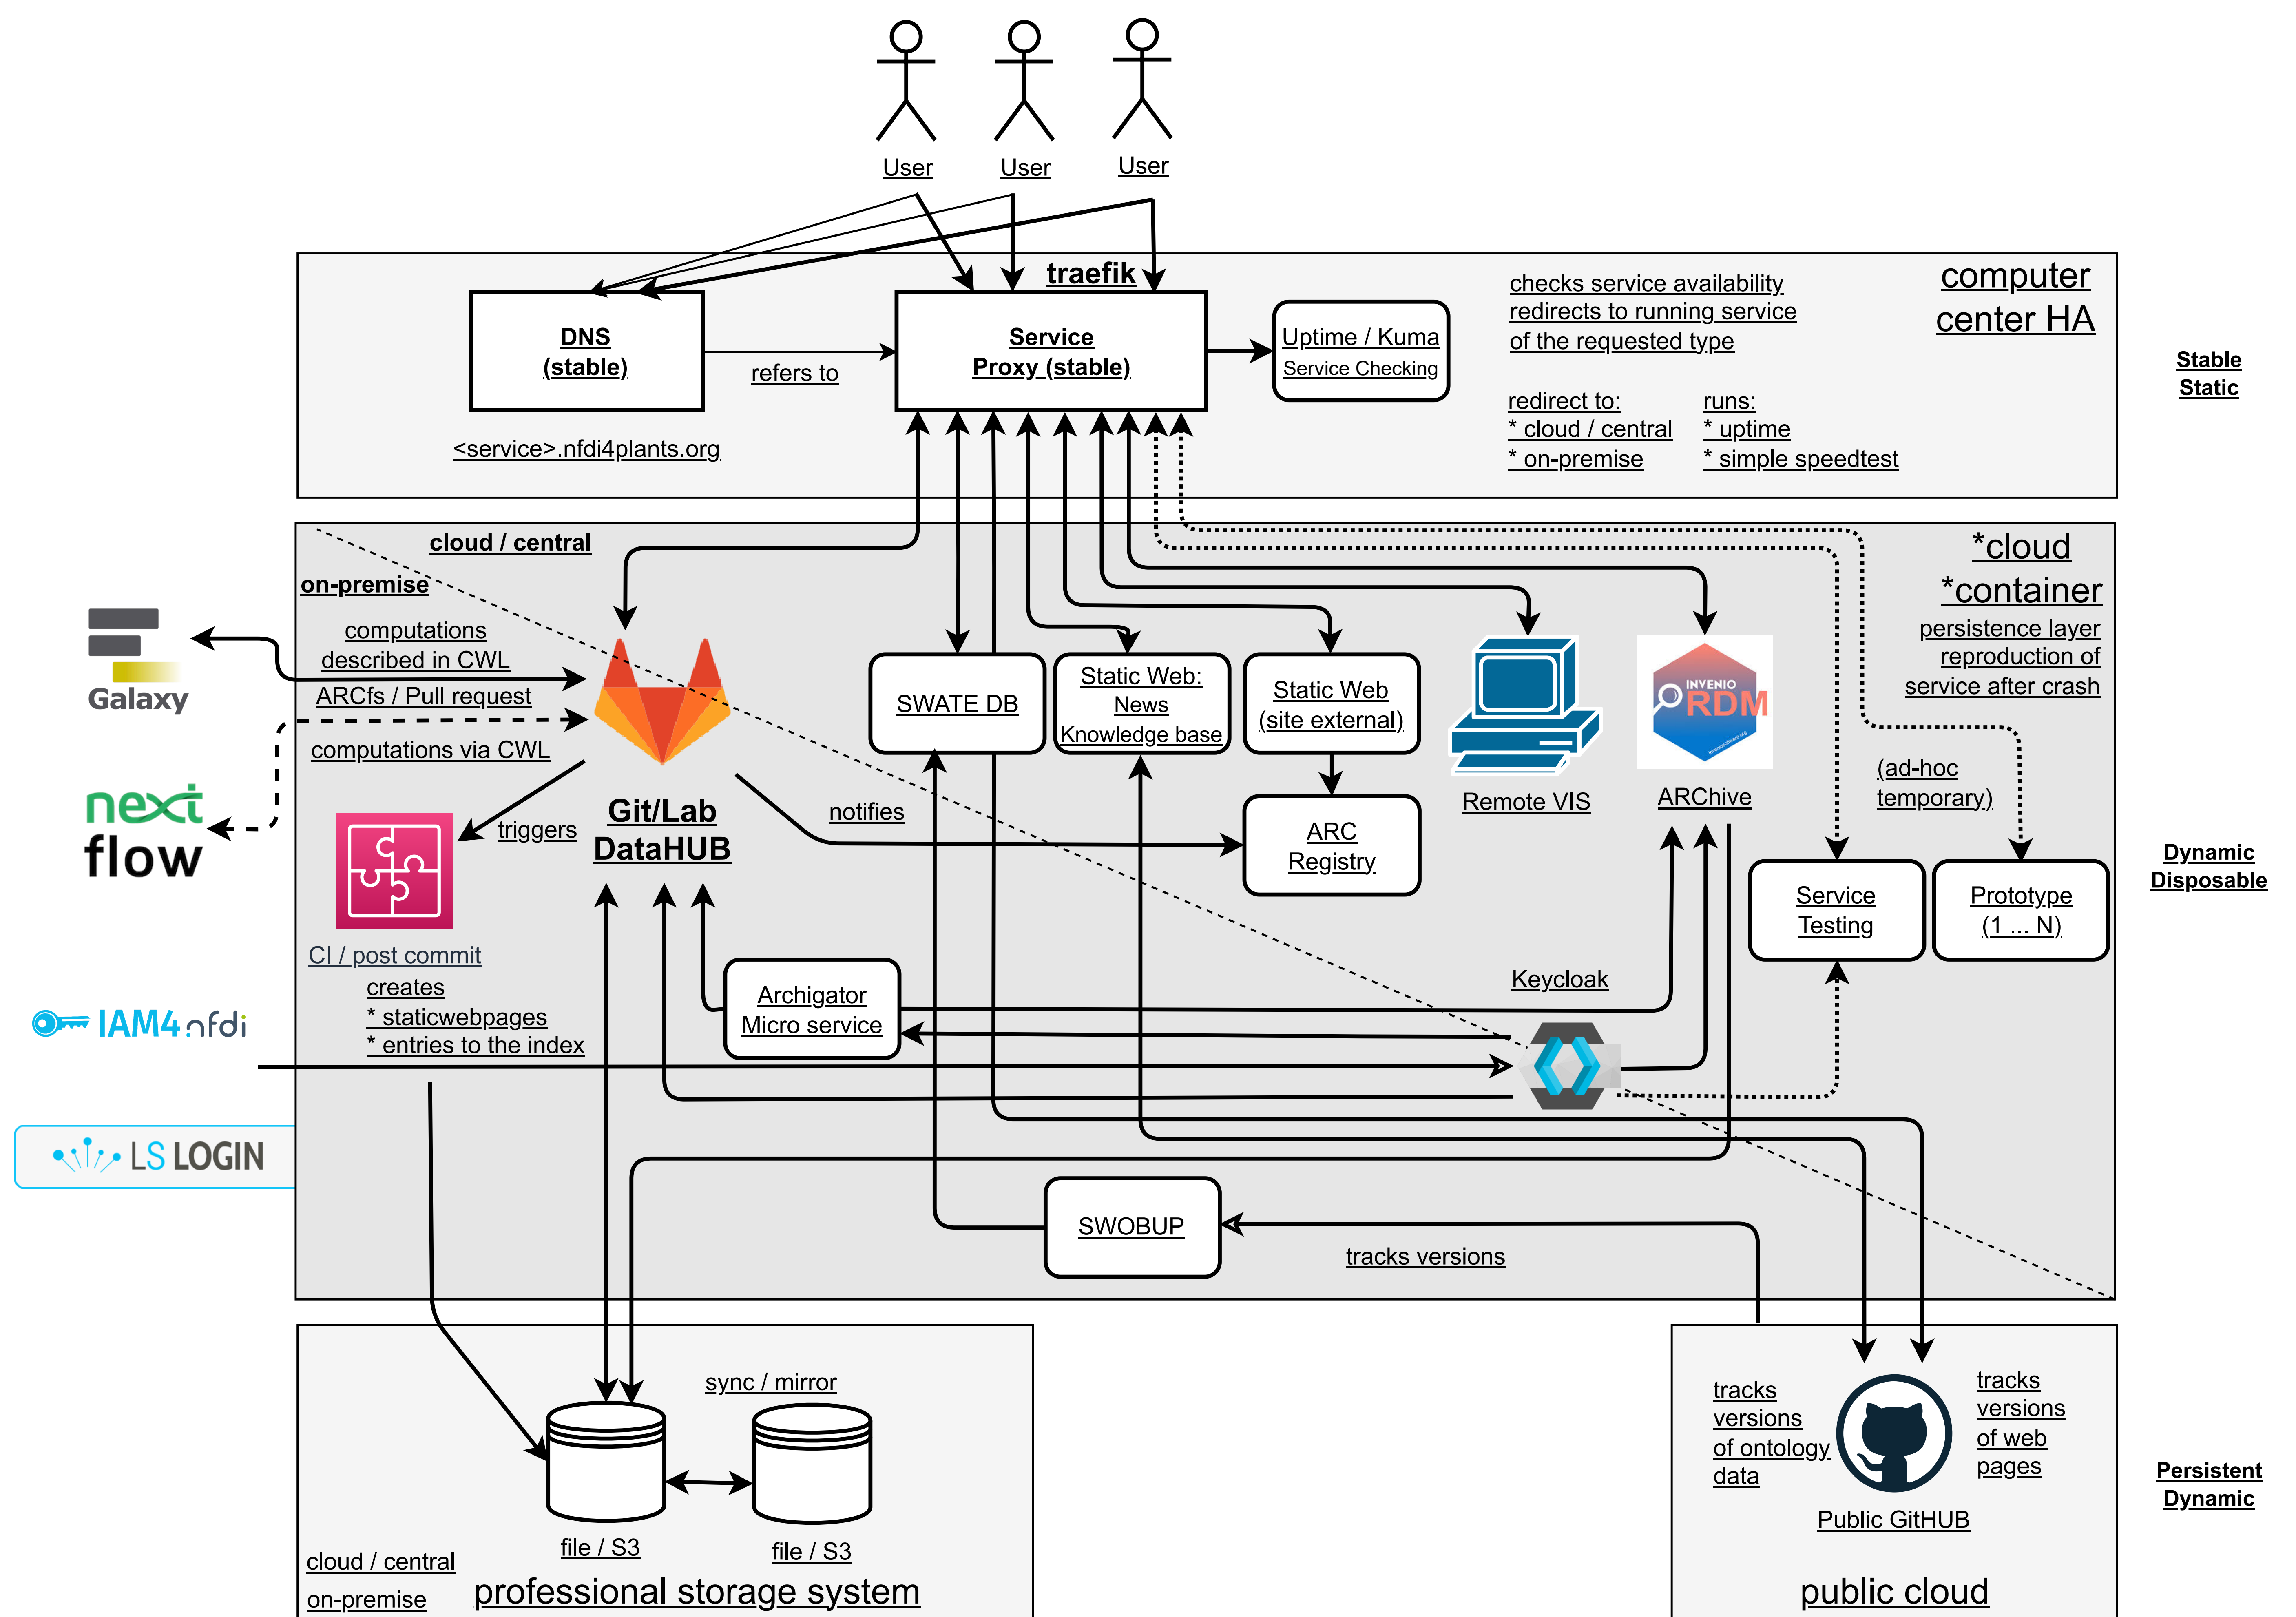 User
User
User
traefik
DNS
(stable)
refers to
Service
Proxy (stable)
Uptime / Kuma
Service Checking
<service>.nfdi4plants.org
checks service availability
redirects to running service
of the requested type
redirect to:
* cloud / central
* on-premise
runs:
* uptime
* simple speedtest
computer
center HA
Stable
Static
cloud / central
on-premise
*cloud
*container
persistence layer
reproduction of
service after crash
Galaxy
computations
described in CWL
ARCfs / Pull request
computations via CWL
next
flow
triggers
Git/Lab
DataHUB
notifies
SWATE DB
Static Web:
News
Knowledge base
Static Web
(site external)
ARC
Registry
Remote VIS
INVENIO
RDM
ARChive
(ad-hoc
temporary)
Service
Testing
Prototype
(1 ... N)
Dynamic
Disposable
CI / post commit
creates
* staticwebpages
* entries to the index
Archigator
Micro service
Keycloak
IAM4nfdi
LS LOGIN
SWOBUP
tracks versions
sync / mirror
file / S3
file / S3
cloud / central
on-premise
professional storage system
tracks
versions
of ontology
data
tracks
versions
of web
pages
Public GitHUB
public cloud
Persistent
Dynamic